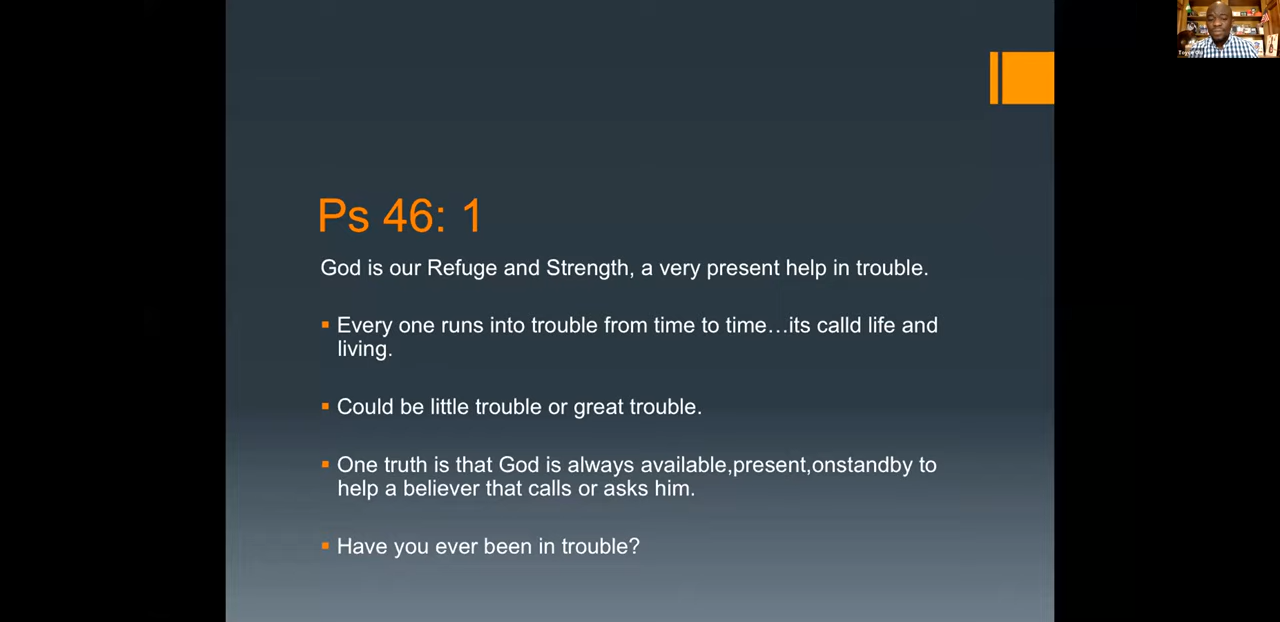 Ps 46: 1
God is our Refuge and Strength, a very present help in trouble.
Every one runs into trouble from time to time…its calld life and
living.
Could be little trouble or great trouble.
One truth is that God is always available,present,onstandby to
help a believer that calls or asks him.
Have you ever been in trouble?